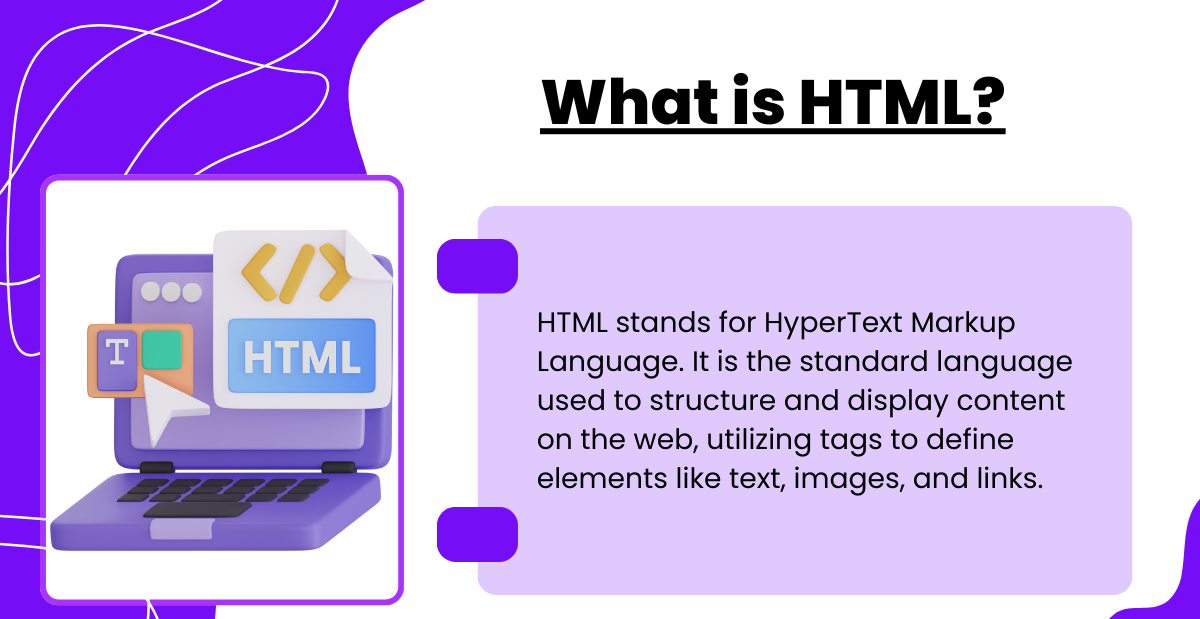 What is HTML?
</>
HTML
T
HTML stands for HyperText Markup
Language. It is the standard language
used to structure and display content
on the web, utilizing tags to define
elements like text, images, and links.